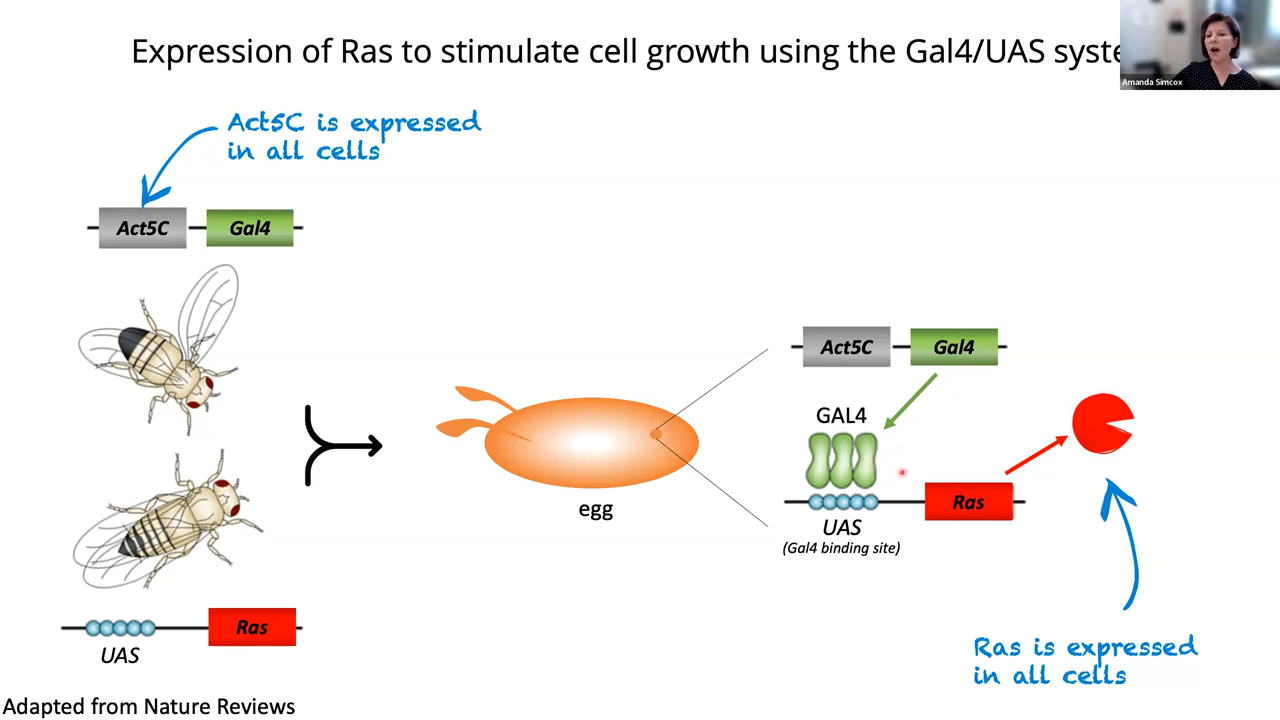 Expression of Ras to stimulate cell growth using the Gal4/UAS syste
Amanda Simcox
Act5C is expressed
in all cells
Act5C Gal4
Act5C Gal4
GAL4
egg
Ras
UAS
(Gal4 binding site)
Ras
UAS
Ras is expressed
in all cells
Adapted from Nature Reviews